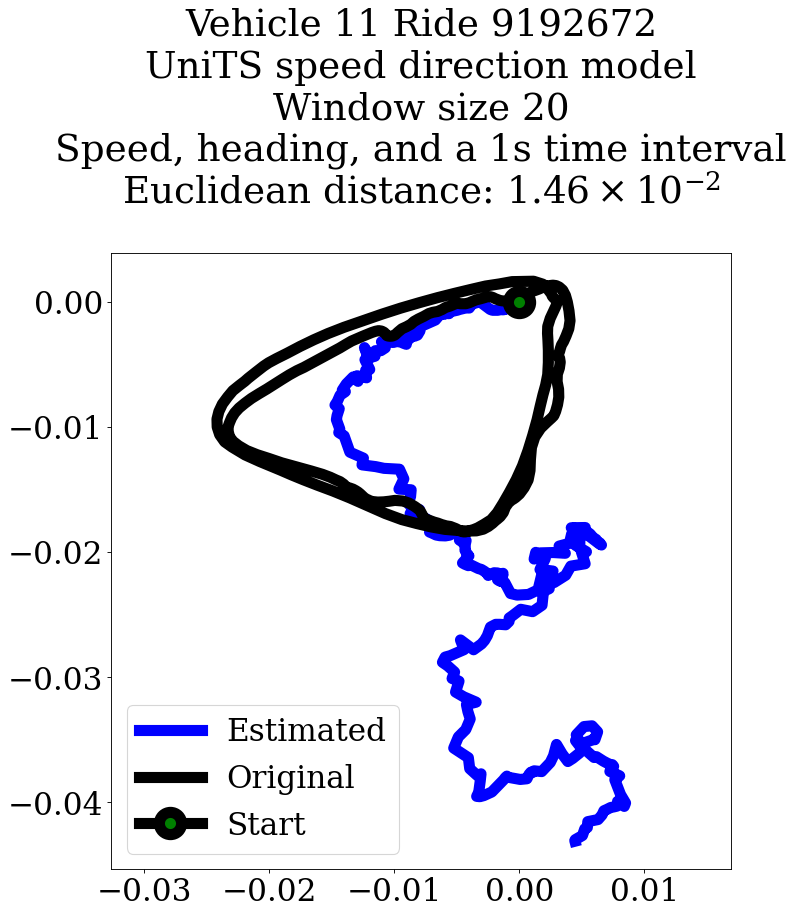 Vehicle 11 Ride 9192672
UniTS speed direction model
Window size 20
Speed, heading, and a 1s time interval
Euclidean distance: 1.46 × 10⁻²
0.00
−0.01
−0.02
−0.03
−0.04
Estimated
Original
Start
−0.03 −0.02 −0.01 0.00 0.01